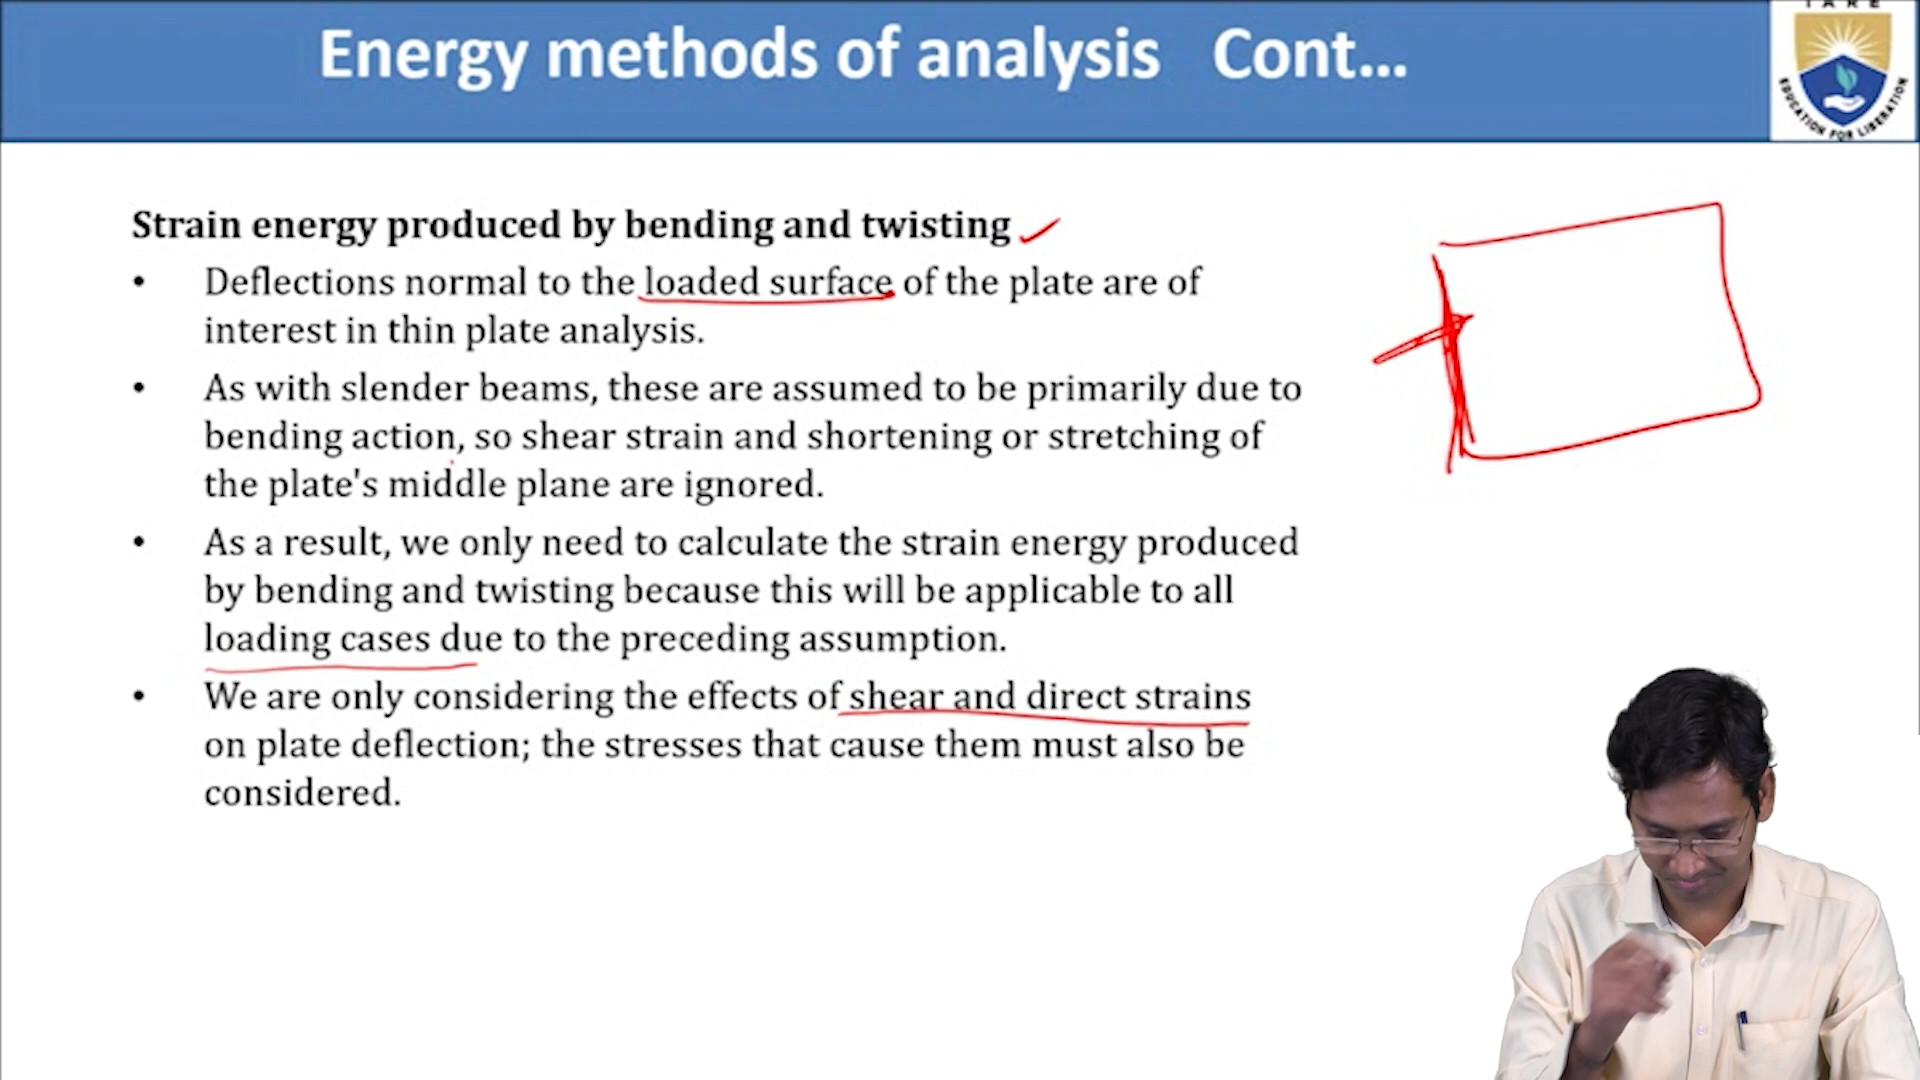 IARE
Energy methods of analysis Cont...
EDUCATION FOR LIBERATION
Strain energy produced by bending and twisting
• Deflections normal to the loaded surface of the plate are of
interest in thin plate analysis.
• As with slender beams, these are assumed to be primarily due to
bending action, so shear strain and shortening or stretching of
the plate's middle plane are ignored.
• As a result, we only need to calculate the strain energy produced
by bending and twisting because this will be applicable to all
loading cases due to the preceding assumption.
• We are only considering the effects of shear and direct strains
on plate deflection; the stresses that cause them must also be
considered.